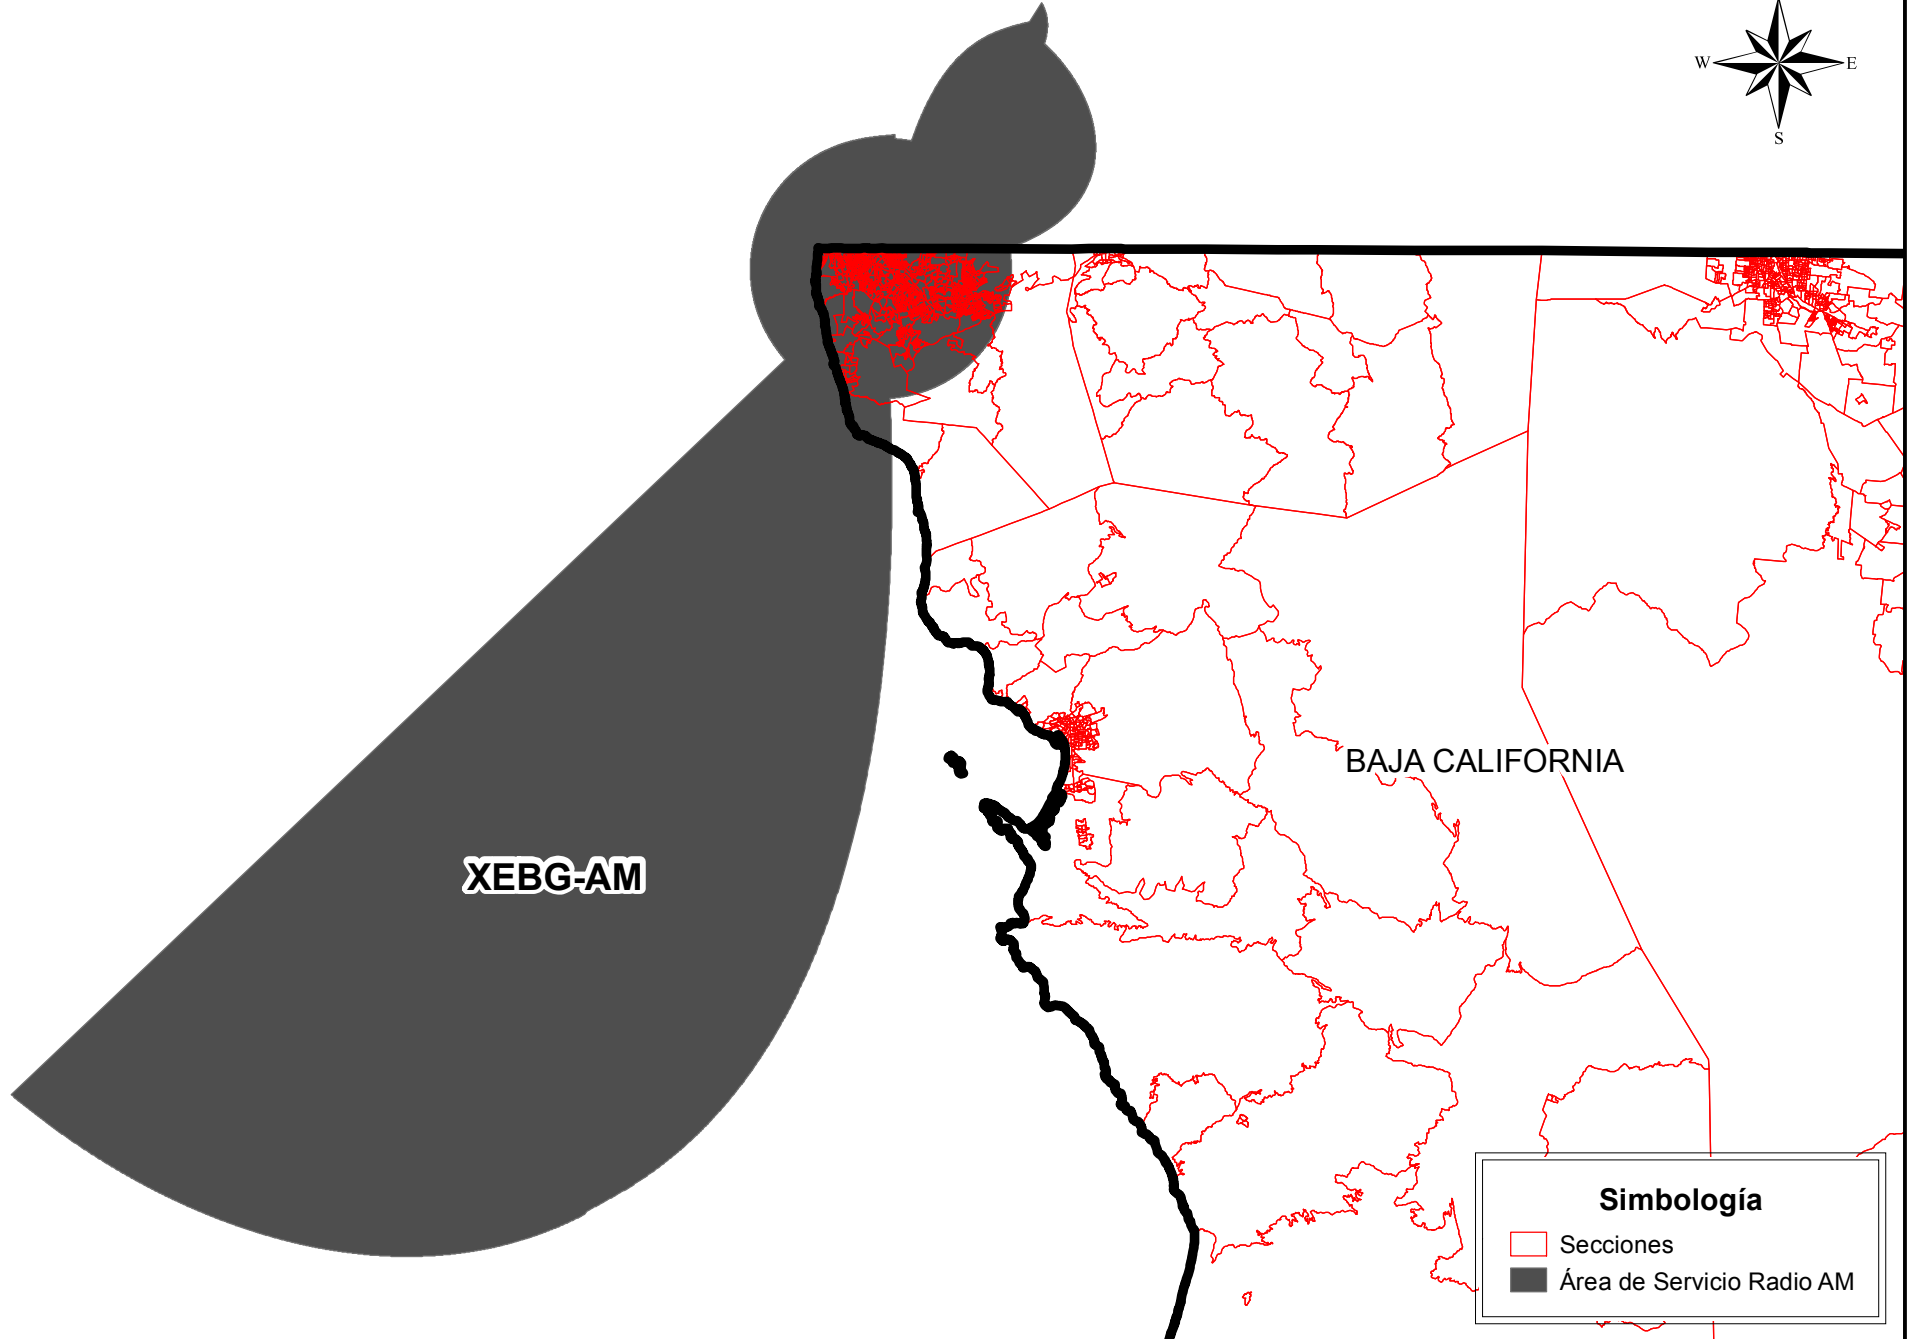 W
E
S
BAJA CALIFORNIA
XEBG-AM
Simbología
Secciones
Área de Servicio Radio AM